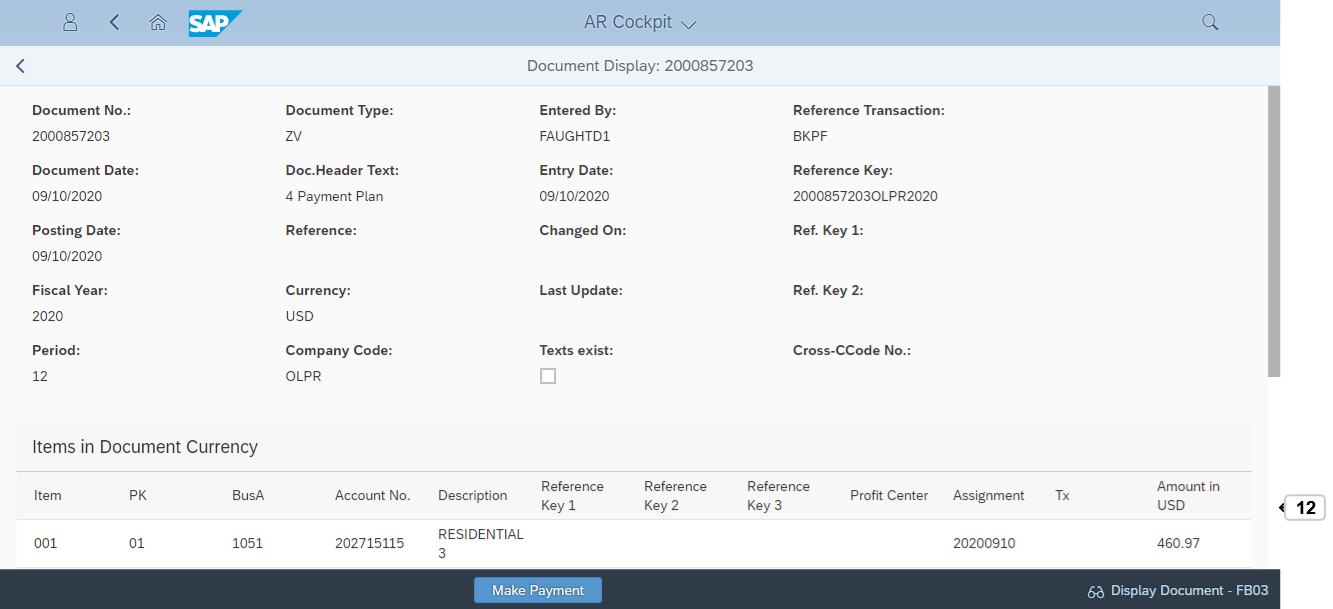 SAP AR Cockpit
Document Display: 2000857203
Document No.: Document Type: Entered By: Reference Transaction:
2000857203 ZV FAUGHTD1 BKPF
Document Date: Doc.Header Text: Entry Date: Reference Key:
09/10/2020 4 Payment Plan 09/10/2020 2000857203OLPR2020
Posting Date: Reference: Changed On: Ref. Key 1:
09/10/2020
Fiscal Year: Currency: Last Update: Ref. Key 2:
2020 USD
Period: Company Code: Texts exist: Cross-CCode No.:
12 OLPR
Items in Document Currency
Item PK BusA Account No. Description Reference Key 1 Reference Key 2 Reference Key 3 Profit Center Assignment Tx Amount in USD
12
001 01 1051 202715115 RESIDENTIAL 3 20200910 460.97
Make Payment Display Document - FB03